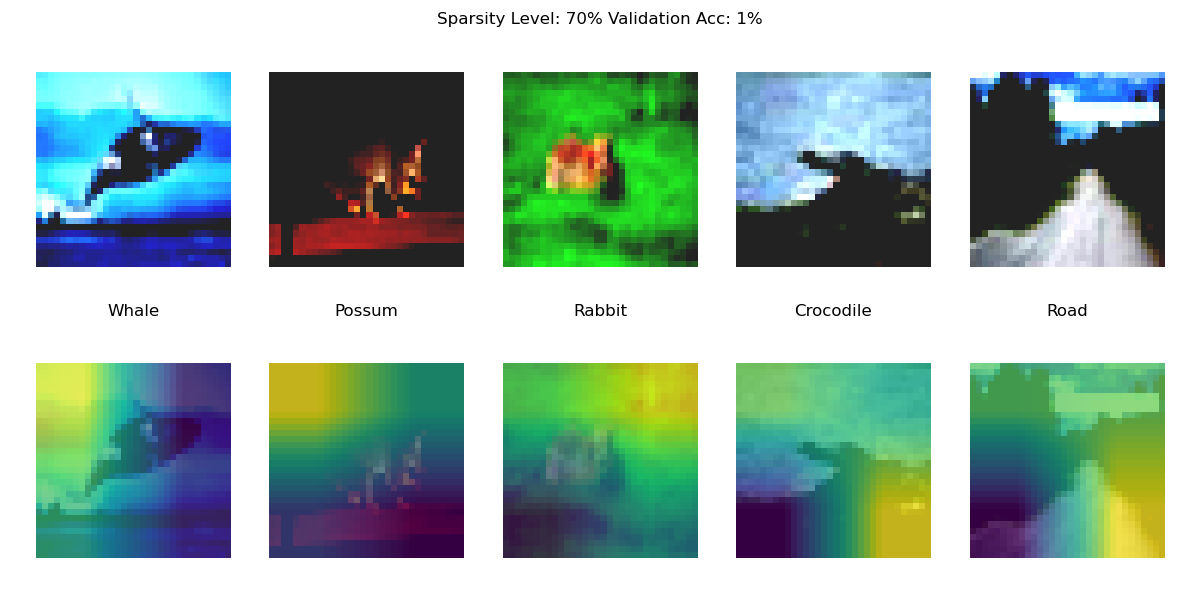 Sparsity Level: 70% Validation Acc: 1%
Whale
Possum
Rabbit
Crocodile
Road